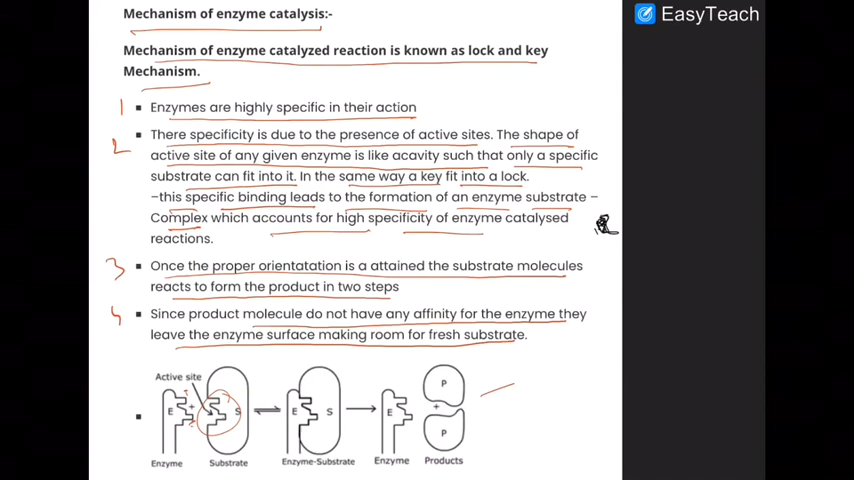 Mechanism of enzyme catalysis:-
EasyTeach
Mechanism of enzyme catalyzed reaction is known as lock and key
Mechanism.
1 ▪ Enzymes are highly specific in their action
2 ▪ There specificity is due to the presence of active sites. The shape of
active site of any given enzyme is like acavity such that only a specific
substrate can fit into it. In the same way a key fit into a lock.
–this specific binding leads to the formation of an enzyme substrate –
Complex which accounts for high specificity of enzyme catalysed
reactions.
3 ▪ Once the proper orientatation is a attained the substrate molecules
reacts to form the product in two steps
4 ▪ Since product molecule do not have any affinity for the enzyme they
leave the enzyme surface making room for fresh substrate.
Active site
E + S E S E P + P
Enzyme Substrate Enzyme-Substrate Enzyme Products